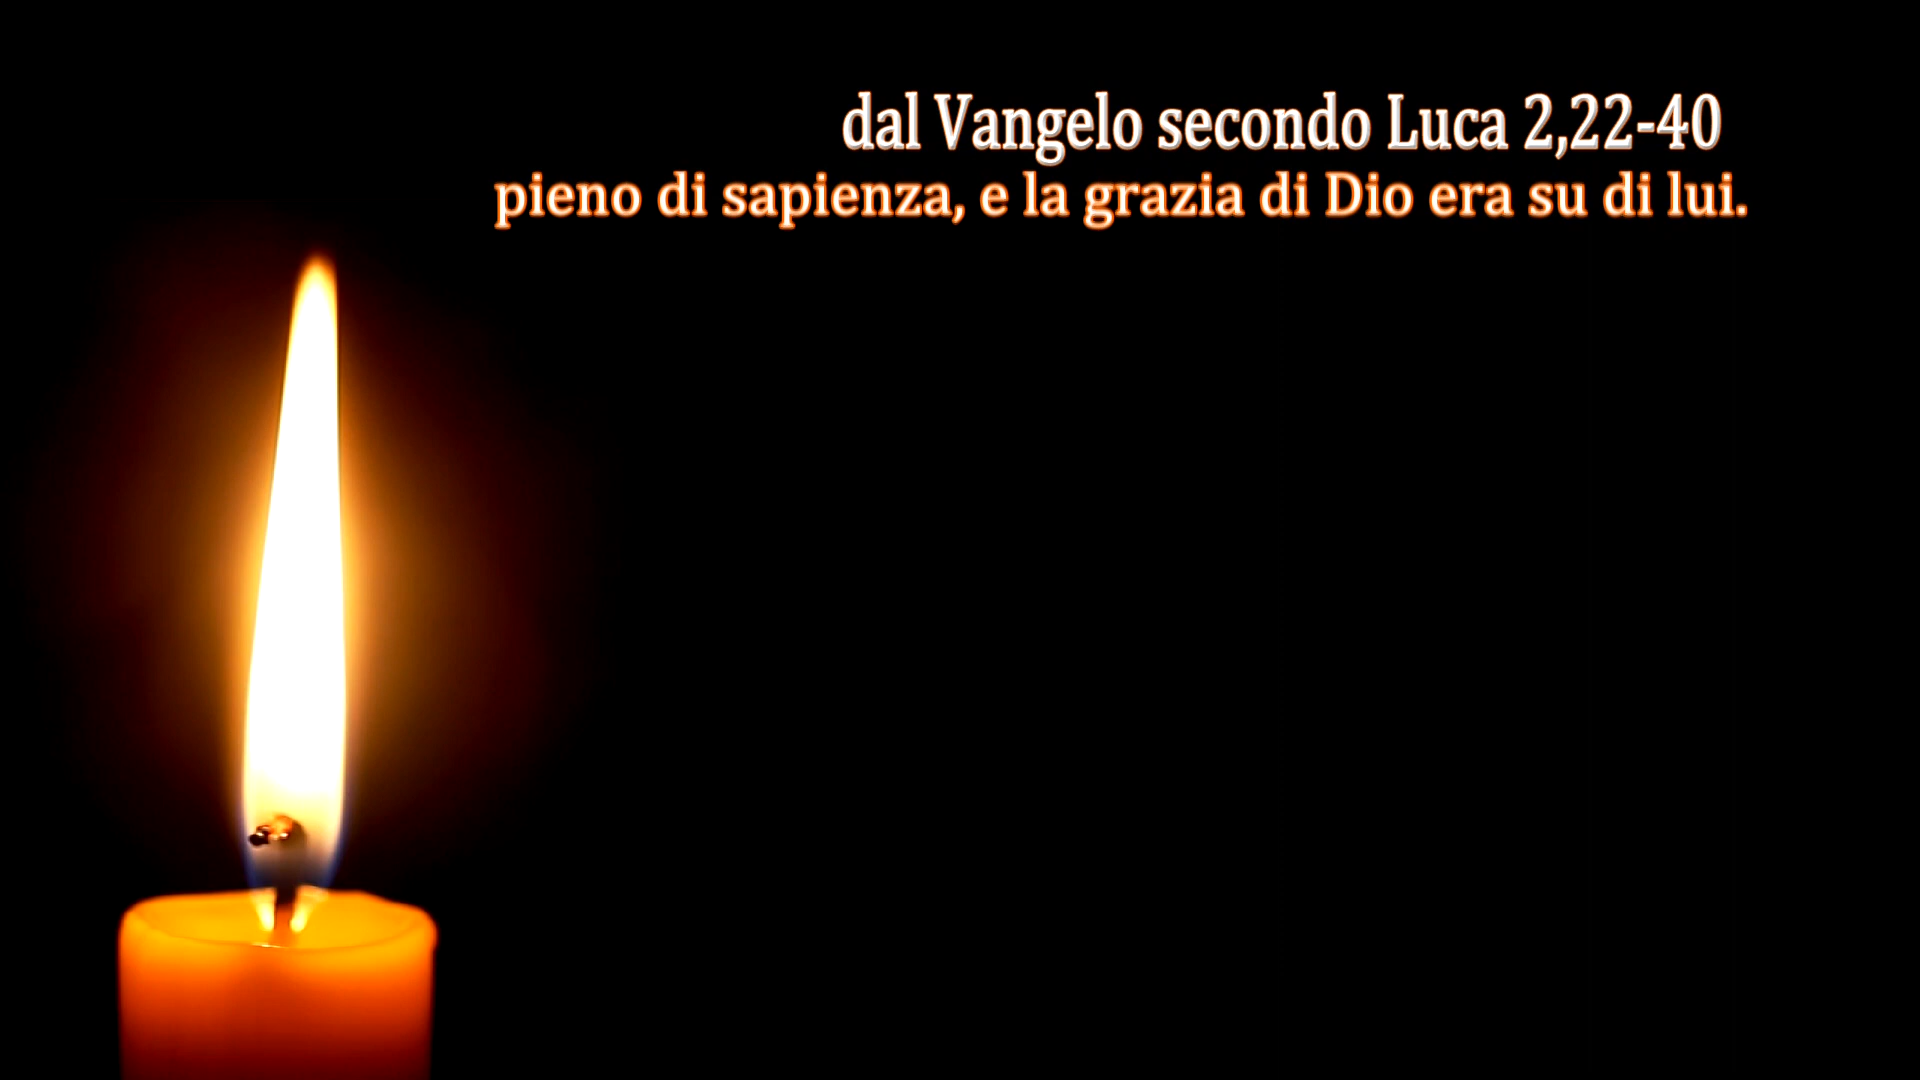 dal Vangelo secondo Luca 2,22-40
pieno di sapienza, e la grazia di Dio era su di lui.